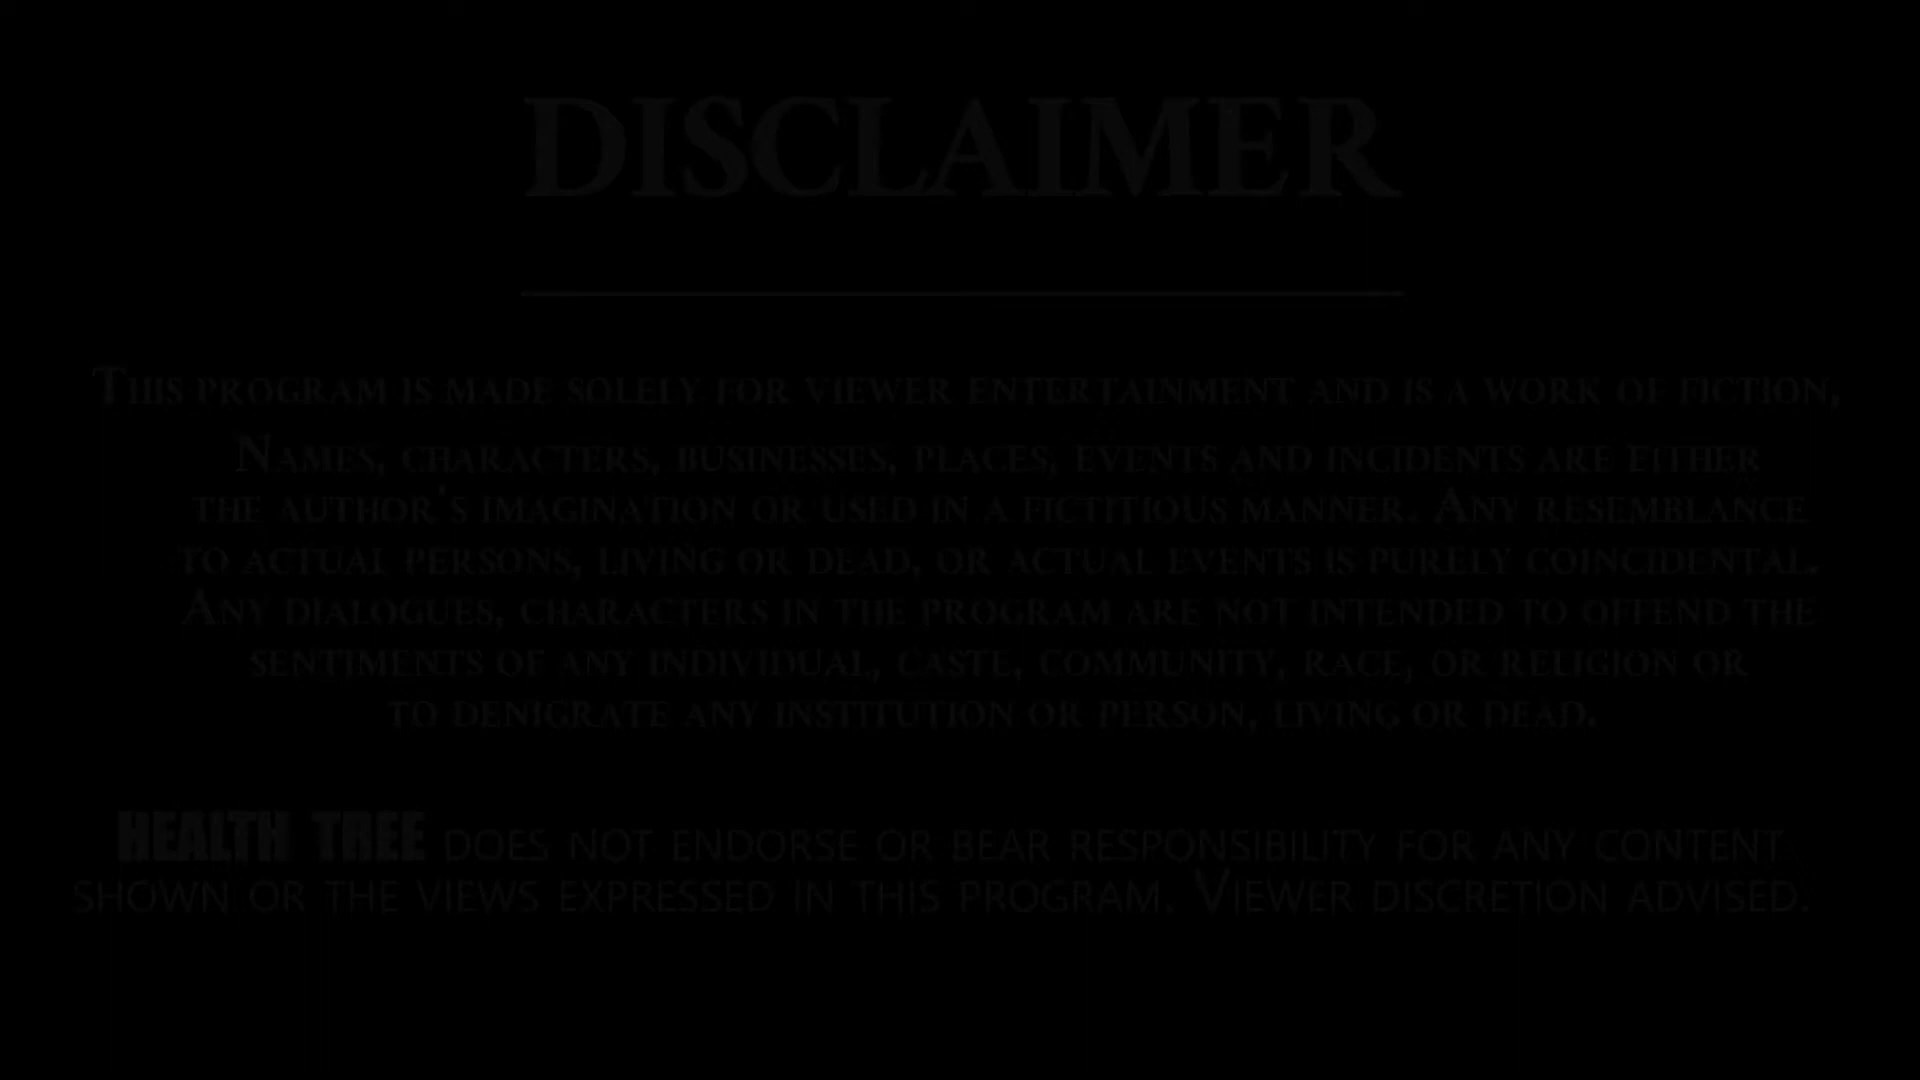 DISCLAIMER
THIS PROGRAM IS MADE SOLELY FOR VIEWER ENTERTAINMENT AND IS A WORK OF FICTION,
NAMES, CHARACTERS, BUSINESSES, PLACES, EVENTS AND INCIDENTS ARE EITHER
THE AUTHOR'S IMAGINATION OR USED IN A FICTITIOUS MANNER. ANY RESEMBLANCE
TO ACTUAL PERSONS, LIVING OR DEAD, OR ACTUAL EVENTS IS PURELY COINCIDENTAL.
ANY DIALOGUES, CHARACTERS IN THE PROGRAM ARE NOT INTENDED TO OFFEND THE
SENTIMENTS OF ANY INDIVIDUAL, CASTE, COMMUNITY, RACE, OR RELIGION OR
TO DENIGRATE ANY INSTITUTION OR PERSON, LIVING OR DEAD.
HEALTH TREE DOES NOT ENDORSE OR BEAR RESPONSIBILITY FOR ANY CONTENT
SHOWN OR THE VIEWS EXPRESSED IN THIS PROGRAM. VIEWER DISCRETION ADVISED.